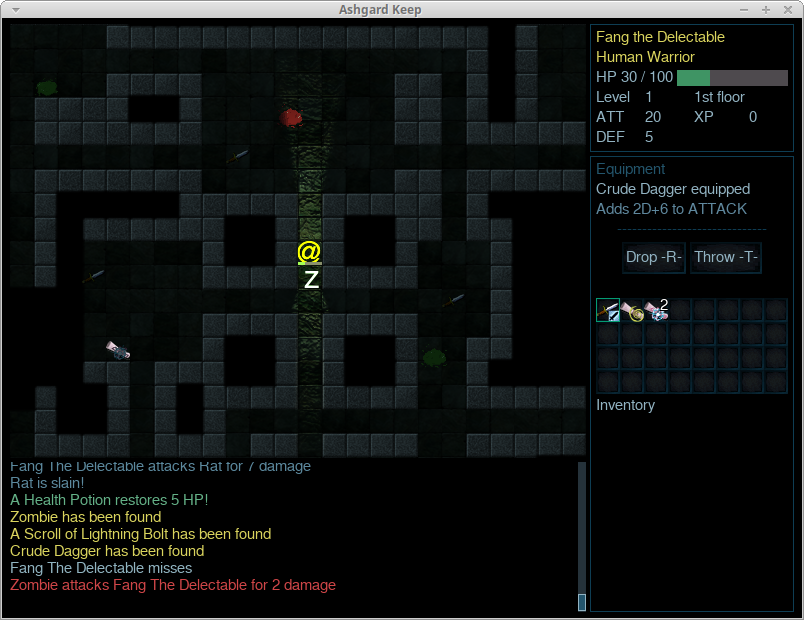 Ashgard Keep
@
Z
Fang the Delectable
Human Warrior
HP 30 / 100
Level 1 1st floor
ATT 20 XP 0
DEF 5
Equipment
Crude Dagger equipped
Adds 2D+6 to ATTACK
Drop -R- Throw -T-
2
Inventory
Fang The Delectable attacks Rat for 7 damage
Rat is slain!
A Health Potion restores 5 HP!
Zombie has been found
A Scroll of Lightning Bolt has been found
Crude Dagger has been found
Fang The Delectable misses
Zombie attacks Fang The Delectable for 2 damage